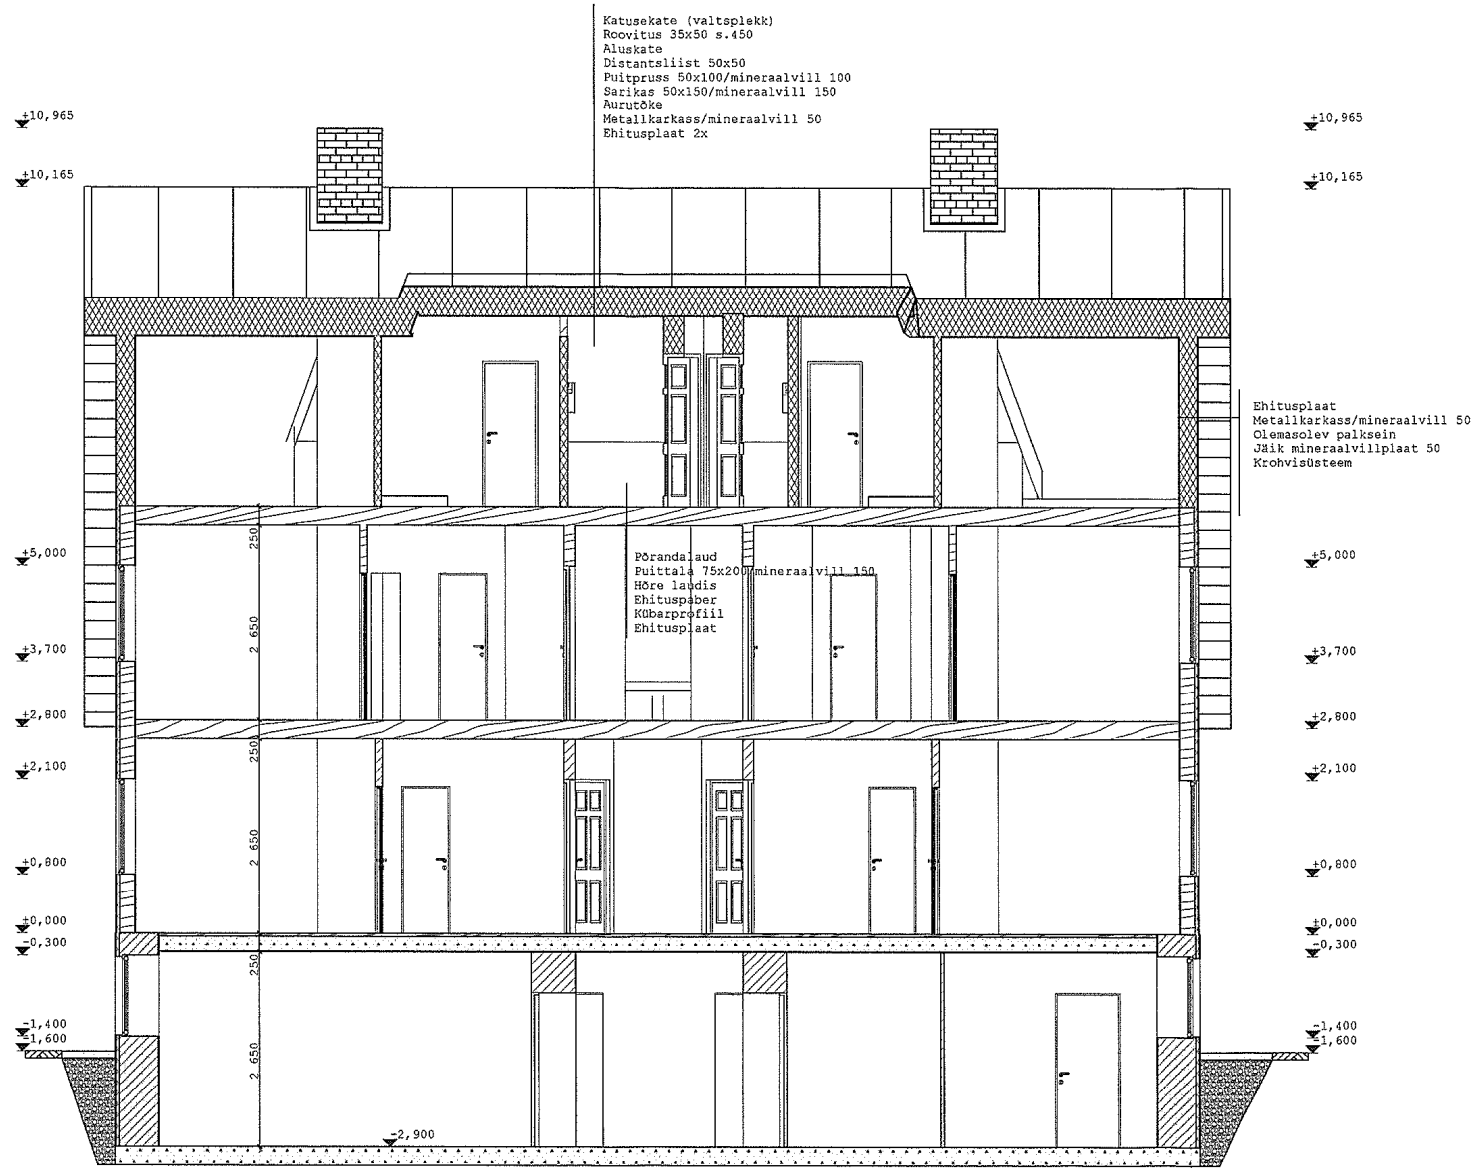 Katusekate (valtsplekk)
Roovitus 35x50 s.450
Aluskate
Distantsliist 50x50
Puitpruss 50x100/mineraalvill 100
Sarikas 50x150/mineraalvill 150
Aurutõke
Metallkarkass/mineraalvill 50
Ehitusplaat 2x
+10,965
+10,965
+10,165
+10,165
Ehitusplaat
Metallkarkass/mineraalvill 50
Olemasolev palksein
Jäik mineraalvillplaat 50
Krohvisüsteem
250
+5,000
+5,000
Põrandalaud
Puittala 75x200/mineraalvill 150
Hõre laudis
Ehituspaber
Kübarprofiil
Ehitusplaat
2 650
+3,700
+3,700
+2,800
+2,800
250
+2,100
+2,100
2 650
+0,800
+0,800
±0,000
±0,000
-0,300
-0,300
250
-1,400
-1,400
-1,600
-1,600
2 650
-2,900